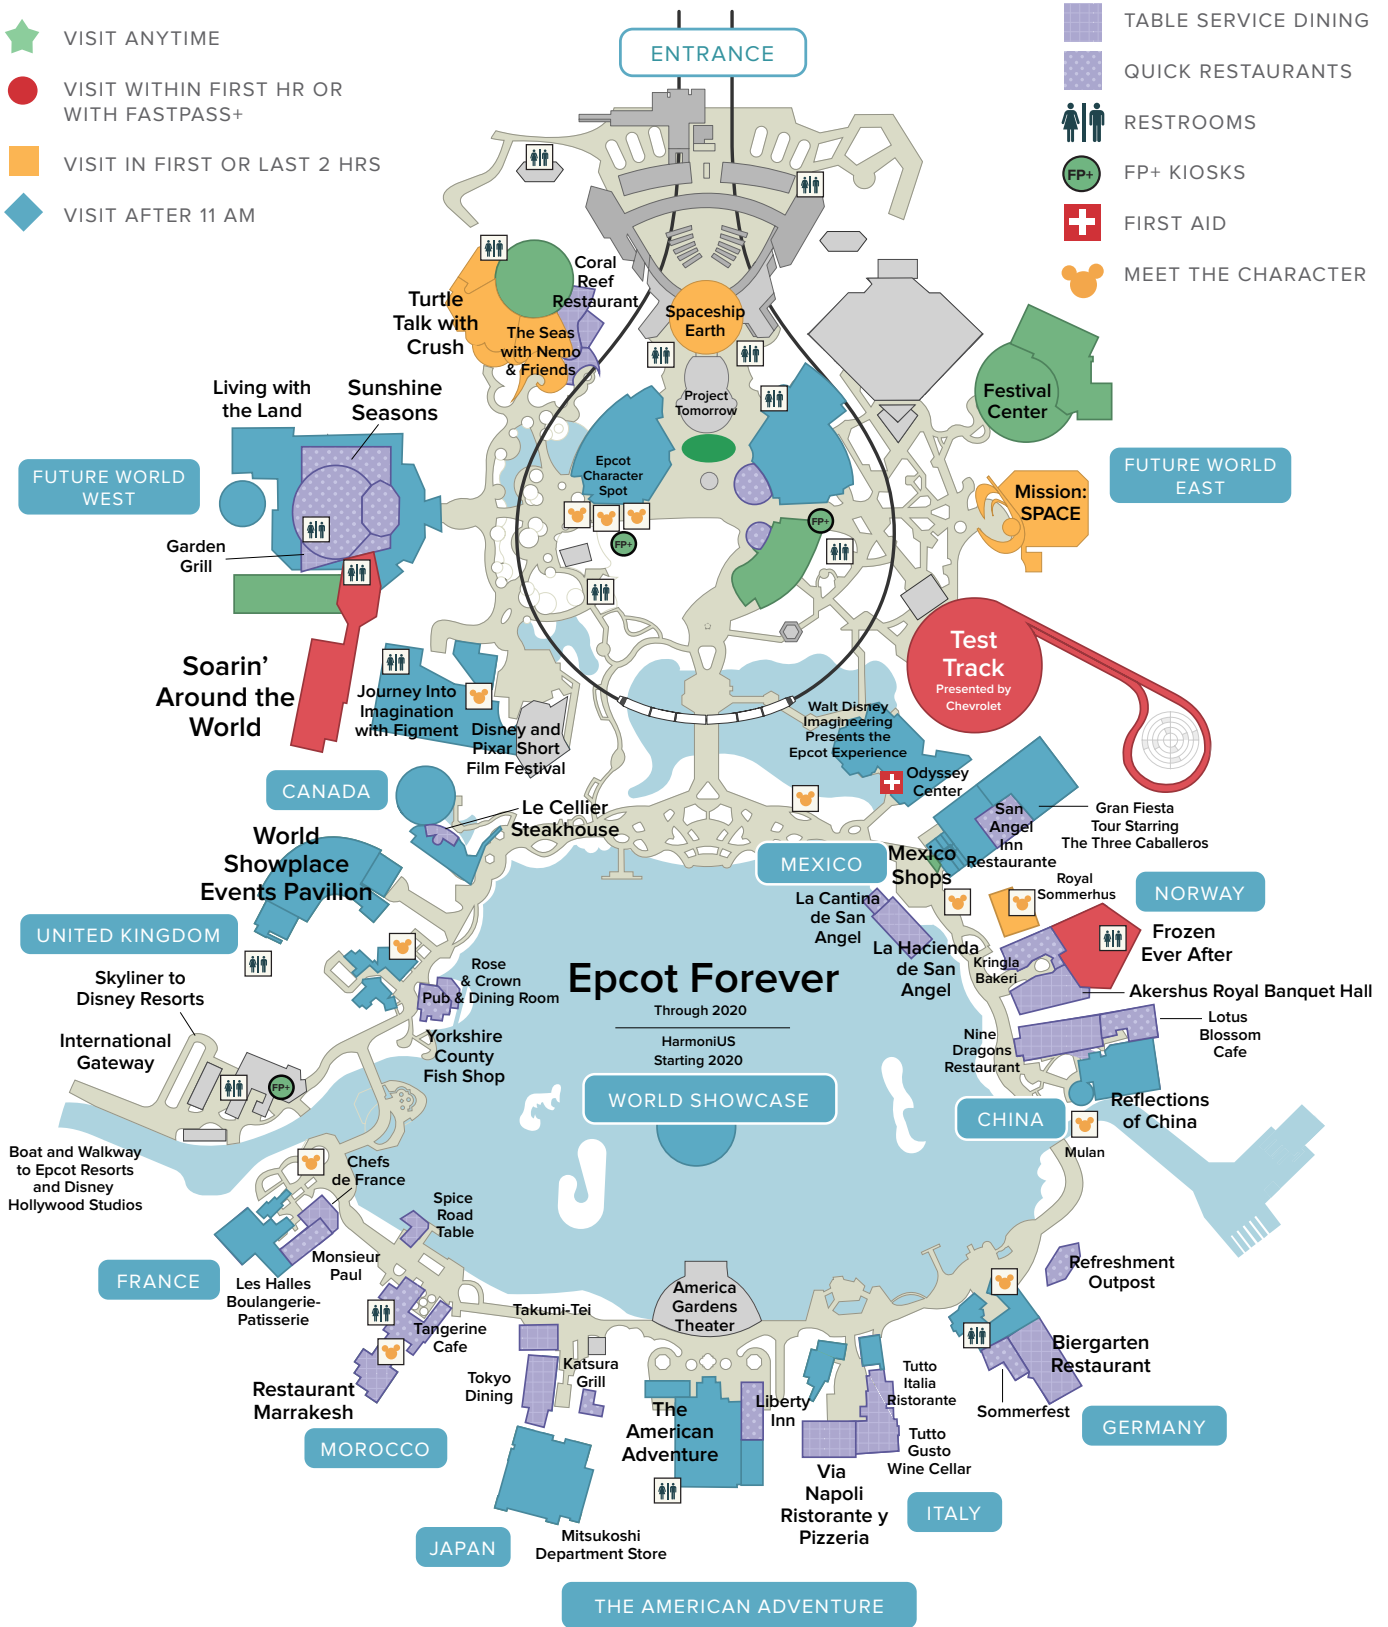 VISIT ANYTIME
VISIT WITHIN FIRST HR OR
WITH FASTPASS+
VISIT IN FIRST OR LAST 2 HRS
VISIT AFTER 11 AM
ENTRANCE
TABLE SERVICE DINING
QUICK RESTAURANTS
RESTROOMS
FP+
FP+ KIOSKS
FIRST AID
MEET THE CHARACTER
Coral
Reef
Restaurant
Turtle
Talk with
Crush
The Seas
with Nemo
& Friends
Spaceship
Earth
Project
Tomorrow
Festival
Center
Living with
the Land
Sunshine
Seasons
FUTURE WORLD
WEST
Epcot
Character
Spot
FP+
FP+
FUTURE WORLD
EAST
Mission:
SPACE
Garden
Grill
Soarin’
Around the
World
Journey Into
Imagination
with Figment
Disney and
Pixar Short
Film Festival
Test
Track
Presented by
Chevrolet
Walt Disney
Imagineering
Presents the
Epcot Experience
Odyssey
Center
CANADA
Le Cellier
Steakhouse
World
Showplace
Events Pavilion
MEXICO
Mexico
Shops
San
Angel
Inn
Restaurante
Gran Fiesta
Tour Starring
The Three Caballeros
Royal
Sommerhus
NORWAY
La Cantina
de San
Angel
La Hacienda
de San
Angel
Kringla
Bakeri
Frozen
Ever After
Akershus Royal Banquet Hall
UNITED KINGDOM
Skyliner to
Disney Resorts
International
Gateway
FP+
Rose
& Crown
Pub & Dining Room
Yorkshire
County
Fish Shop
Epcot Forever
Through 2020
HarmoniUS
Starting 2020
WORLD SHOWCASE
Nine
Dragons
Restaurant
Lotus
Blossom
Cafe
CHINA
Reflections
of China
Mulan
Boat and Walkway
to Epcot Resorts
and Disney
Hollywood Studios
Chefs
de France
Spice
Road
Table
Monsieur
Paul
FRANCE
Les Halles
Boulangerie-
Patisserie
Tangerine
Cafe
Restaurant
Marrakesh
MOROCCO
Takumi-Tei
Tokyo
Dining
Katsura
Grill
America
Gardens
Theater
The
American
Adventure
Liberty
Inn
Refreshment
Outpost
Biergarten
Restaurant
Sommerfest
GERMANY
Tutto
Italia
Ristorante
Tutto
Gusto
Wine Cellar
Via
Napoli
Ristorante y
Pizzeria
ITALY
JAPAN
Mitsukoshi
Department Store
THE AMERICAN ADVENTURE